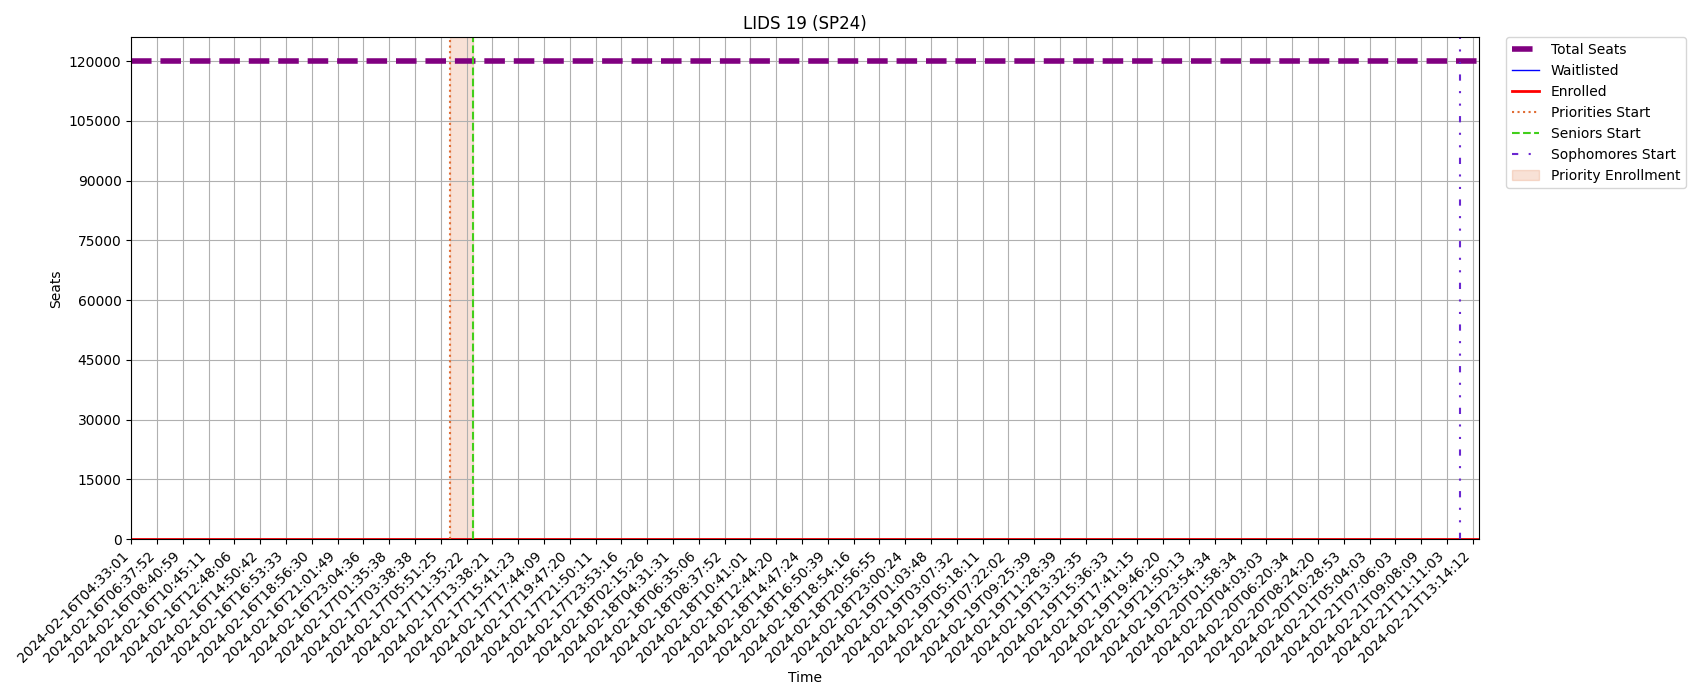 LIDS 19 (SP24)
Total Seats
Waitlisted
Enrolled
Priorities Start
Seniors Start
Sophomores Start
Priority Enrollment
Seats
120000
105000
90000
75000
60000
45000
30000
15000
0
2024-02-16T04:33:01
2024-02-16T06:37:52
2024-02-16T08:40:59
2024-02-16T10:45:11
2024-02-16T12:48:06
2024-02-16T14:50:42
2024-02-16T16:53:33
2024-02-16T18:56:30
2024-02-16T21:01:49
2024-02-16T23:04:36
2024-02-17T01:35:38
2024-02-17T03:38:38
2024-02-17T05:51:25
2024-02-17T11:35:22
2024-02-17T13:38:21
2024-02-17T15:41:23
2024-02-17T17:44:09
2024-02-17T19:47:20
2024-02-17T21:50:11
2024-02-17T23:53:16
2024-02-18T02:15:26
2024-02-18T04:31:31
2024-02-18T06:35:06
2024-02-18T08:37:52
2024-02-18T10:41:01
2024-02-18T12:44:20
2024-02-18T14:47:24
2024-02-18T16:50:39
2024-02-18T18:54:16
2024-02-18T20:56:55
2024-02-18T23:00:24
2024-02-19T01:03:48
2024-02-19T03:07:32
2024-02-19T05:18:11
2024-02-19T07:22:02
2024-02-19T09:25:39
2024-02-19T11:28:39
2024-02-19T13:32:35
2024-02-19T15:36:33
2024-02-19T17:41:15
2024-02-19T19:46:20
2024-02-19T21:50:13
2024-02-19T23:54:34
2024-02-20T01:58:34
2024-02-20T04:03:03
2024-02-20T06:20:34
2024-02-20T08:24:20
2024-02-20T10:28:53
2024-02-21T05:04:03
2024-02-21T07:06:03
2024-02-21T09:08:09
2024-02-21T11:11:03
2024-02-21T13:14:12
Time